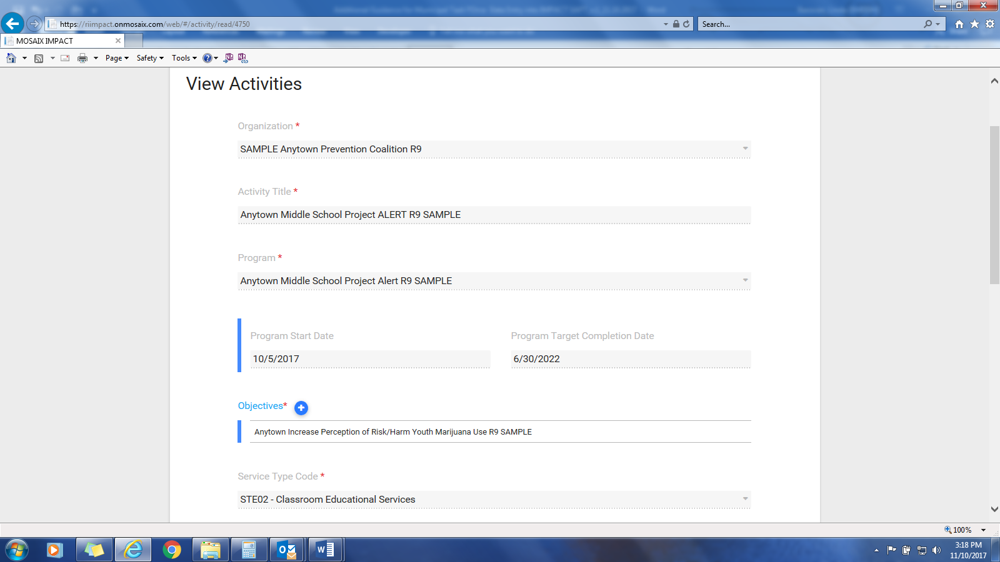 https://riimpact.onmosaix.com/web/#/activity/read/4750
Search...
MOSAIX IMPACT
Page
Safety
Tools
View Activities
Organization *
SAMPLE Anytown Prevention Coalition R9
Activity Title *
Anytown Middle School Project ALERT R9 SAMPLE
Program *
Anytown Middle School Project Alert R9 SAMPLE
Program Start Date
Program Target Completion Date
10/5/2017
6/30/2022
Objectives*
Anytown Increase Perception of Risk/Harm Youth Marijuana Use R9 SAMPLE
Service Type Code *
STE02 - Classroom Educational Services
100%
3:18 PM
11/10/2017